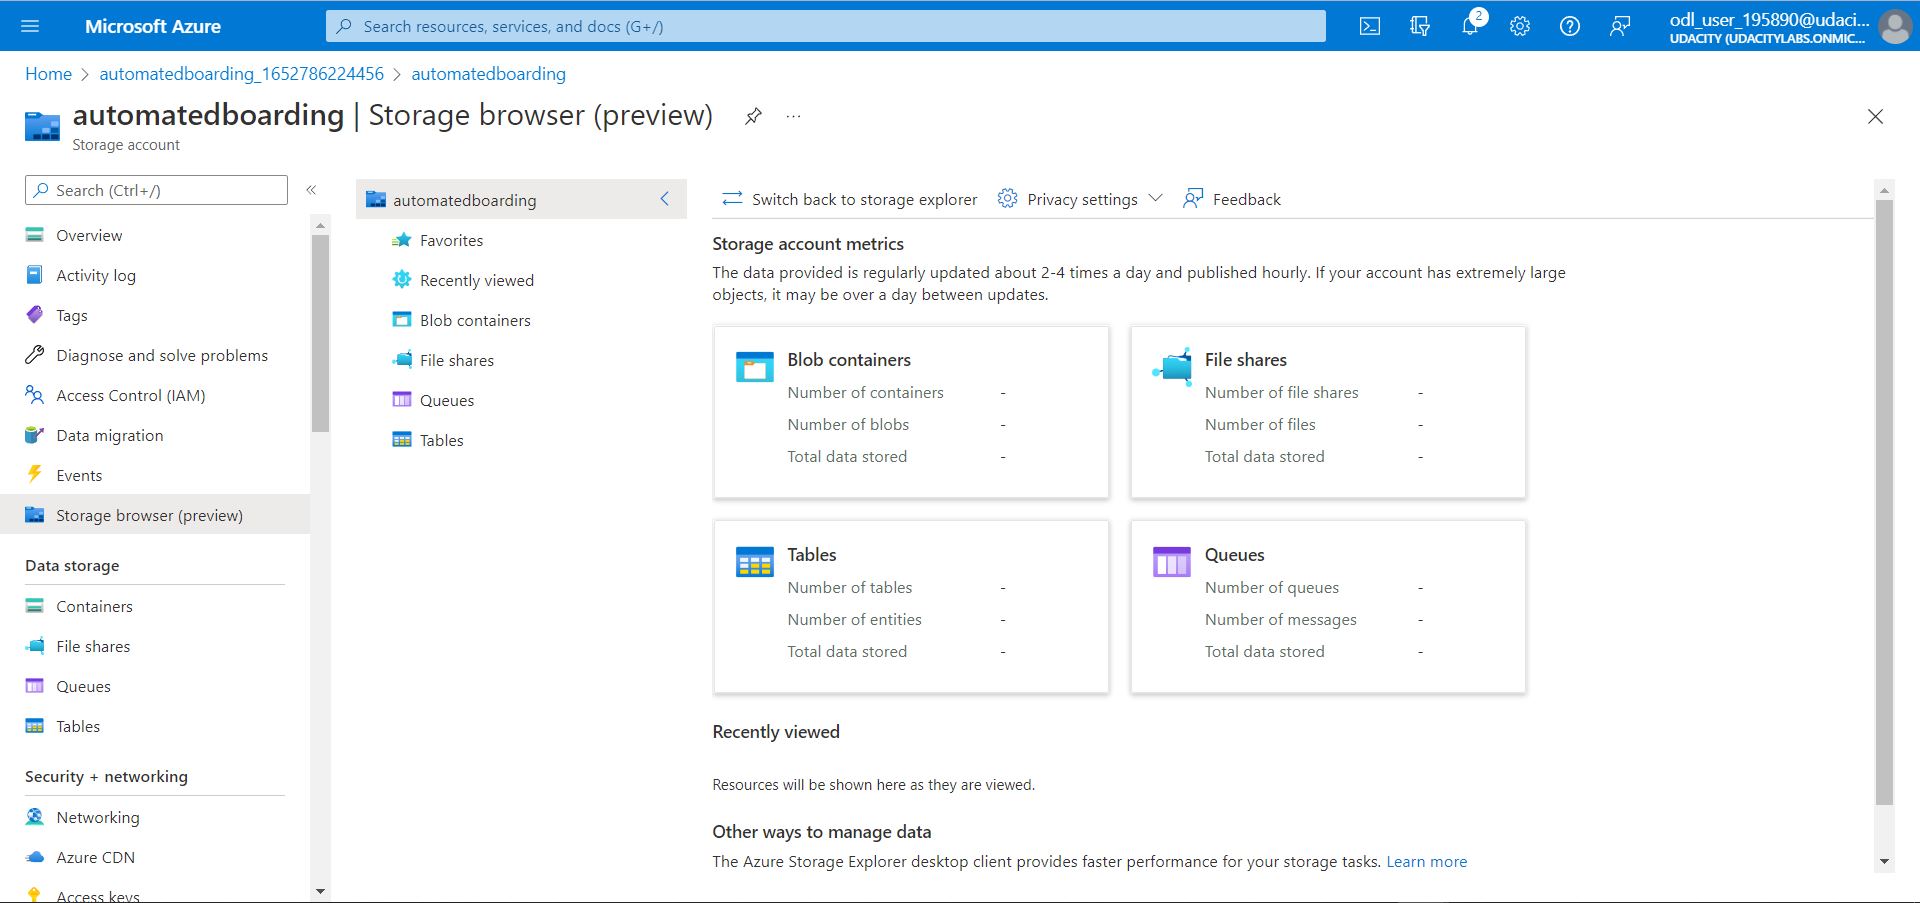 Microsoft Azure
Search resources, services, and docs (G+/)
2
odl_user_195890@udaci...
UDACITY (UDACITYLABS.ONMIC...
Home > automatedboarding_1652786224456 > automatedboarding
automatedboarding | Storage browser (preview)
...
Storage account
Search (Ctrl+/)
«
Overview
Activity log
Tags
Diagnose and solve problems
Access Control (IAM)
Data migration
Events
Storage browser (preview)
Data storage
Containers
File shares
Queues
Tables
Security + networking
Networking
Azure CDN
Access keys
automatedboarding
Favorites
Recently viewed
Blob containers
File shares
Queues
Tables
Switch back to storage explorer
Privacy settings
Feedback
Storage account metrics
The data provided is regularly updated about 2-4 times a day and published hourly. If your account has extremely large
objects, it may be over a day between updates.
Blob containers
Number of containers -
Number of blobs -
Total data stored -
File shares
Number of file shares -
Number of files -
Total data stored -
Tables
Number of tables -
Number of entities -
Total data stored -
Queues
Number of queues -
Number of messages -
Total data stored -
Recently viewed
Resources will be shown here as they are viewed.
Other ways to manage data
The Azure Storage Explorer desktop client provides faster performance for your storage tasks. Learn more